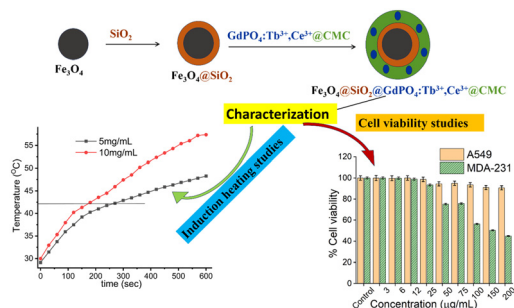 SiO₂
GdPO₄:Tb³⁺,Ce³⁺@CMC
Fe₃O₄
Fe₃O₄@SiO₂
Fe₃O₄@SiO₂@GdPO₄:Tb³⁺,Ce³⁺@CMC
Characterization
Cell viability studies
Induction heating studies
5mg/mL
10mg/mL
Temperature (⁰C)
60
55
50
45
40
35
30
0
100
200
300
400
500
600
time (sec)
A549
MDA-231
% Cell viability
100
80
60
40
20
0
Control
3
6
12
25
50
75
100
150
200
Concentration (μg/mL)